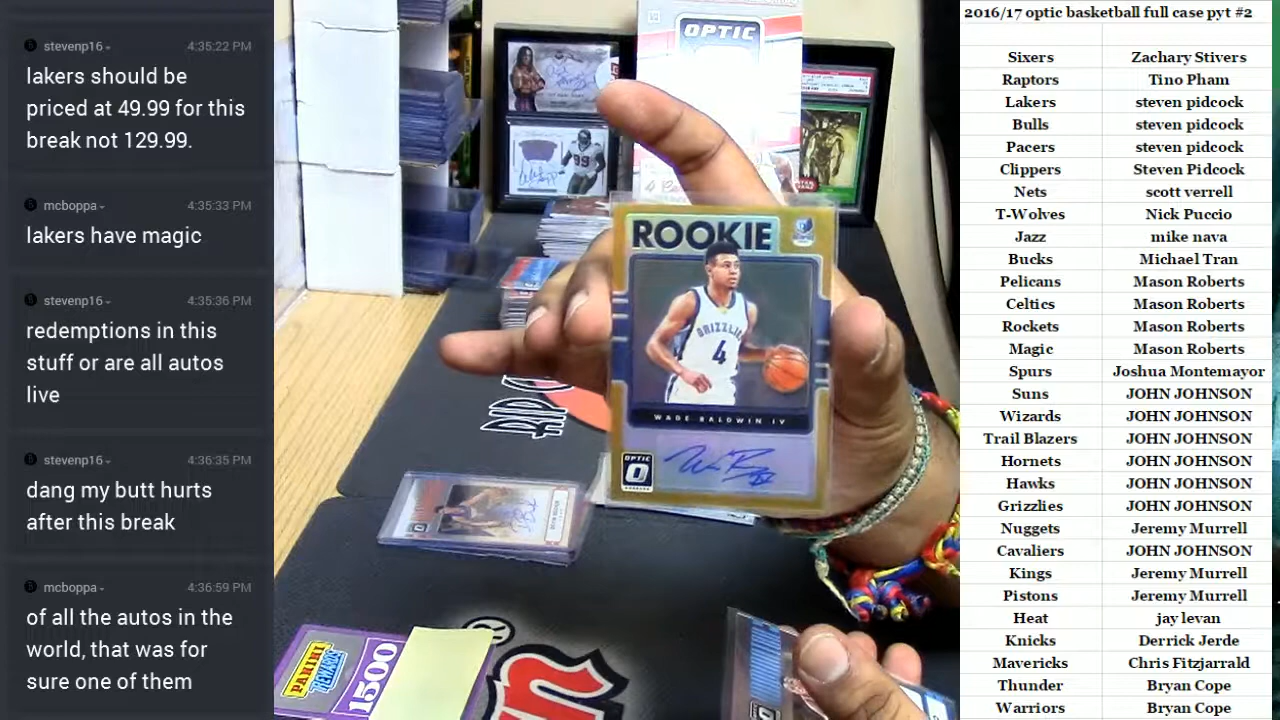 stevenp16
4:35:22 PM
lakers should be
priced at 49.99 for this
break not 129.99.
mcboppa
4:35:33 PM
lakers have magic
stevenp16
4:35:36 PM
redemptions in this
stuff or are all autos
live
stevenp16
4:36:35 PM
dang my butt hurts
after this break
mcboppa
4:36:59 PM
of all the autos in the
world, that was for
sure one of them
OPTIC
99
ROOKIE
GRIZZLIES
4
WADE BALDWIN IV
OPTIC
PANINI
REWARDS
1500
2016/17 optic basketball full case pyt #2
Sixers Zachary Stivers
Raptors Tino Pham
Lakers steven pidcock
Bulls steven pidcock
Pacers steven pidcock
Clippers Steven Pidcock
Nets scott verrell
T-Wolves Nick Puccio
Jazz mike nava
Bucks Michael Tran
Pelicans Mason Roberts
Celtics Mason Roberts
Rockets Mason Roberts
Magic Mason Roberts
Spurs Joshua Montemayor
Suns JOHN JOHNSON
Wizards JOHN JOHNSON
Trail Blazers JOHN JOHNSON
Hornets JOHN JOHNSON
Hawks JOHN JOHNSON
Grizzlies JOHN JOHNSON
Nuggets Jeremy Murrell
Cavaliers JOHN JOHNSON
Kings Jeremy Murrell
Pistons Jeremy Murrell
Heat jay levan
Knicks Derrick Jerde
Mavericks Chris Fitzjarrald
Thunder Bryan Cope
Warriors Bryan Cope